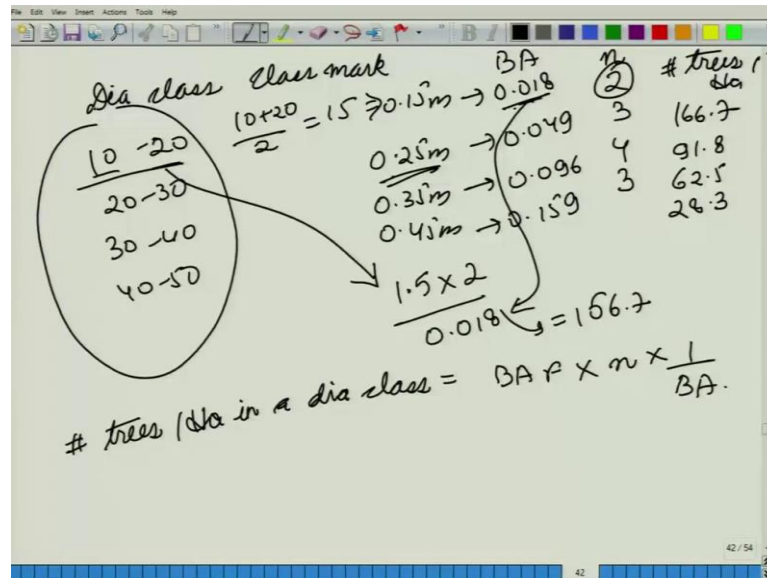 File Edit View Insert Actions Tools Help
Dia class class mark BA n # trees / Ha
10 - 20 10+20/2 = 15 ⇒ 0.15m → 0.018 2 166.7
20-30 0.25m → 0.049 3 91.8
30-40 0.35m → 0.096 4 62.5
40-50 0.45m → 0.159 3 28.3
1.5 × 2 / 0.018 = 166.7
# trees / Ha in a dia class = BAF × n × 1/BA.
42 / 54
42